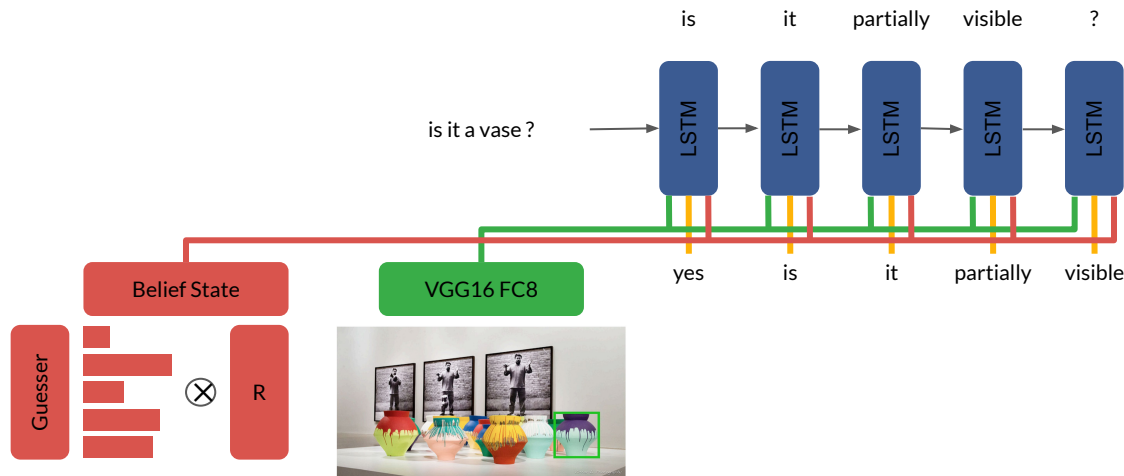 is it partially visible ?
LSTM LSTM LSTM LSTM LSTM
is it a vase ?
yes is it partially visible
Belief State
VGG16 FC8
Guesser
R